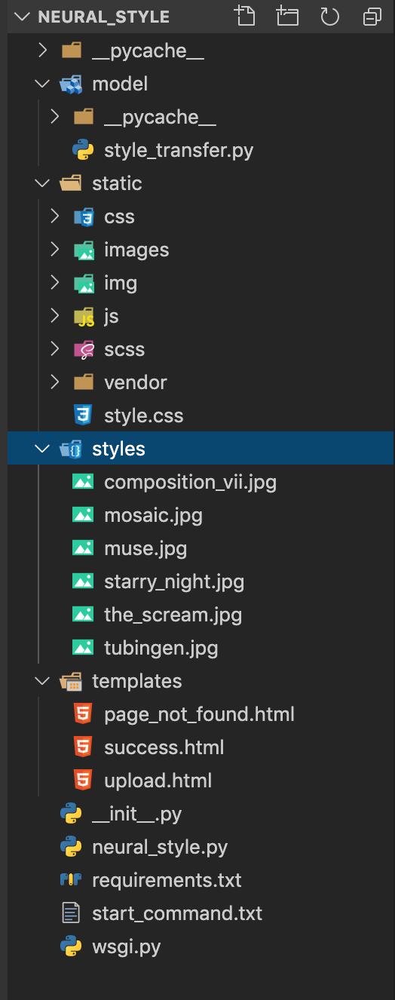 NEURAL_STYLE
__pycache__
model
__pycache__
style_transfer.py
static
css
images
img
js
JS
scss
vendor
style.css
styles
composition_vii.jpg
mosaic.jpg
muse.jpg
starry_night.jpg
the_scream.jpg
tubingen.jpg
templates
page_not_found.html
success.html
upload.html
__init__.py
neural_style.py
requirements.txt
start_command.txt
wsgi.py